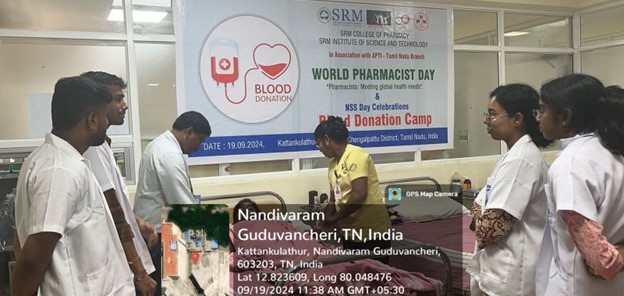 SRM
SRM COLLEGE OF PHARMACY
SRM INSTITUTE OF SCIENCE AND TECHNOLOGY
In Association with APTI - Tamil Nadu Branch
WORLD PHARMACIST DAY
"Pharmacists: Meeting global health needs".
&
NSS Day Celebrations
Blood Donation Camp
BLOOD
DONATION
DATE : 19.09.2024, Kattankulathur, Chengalpattu District, Tamil Nadu, India
GPS Map Camera
Nandivaram
Guduvancheri,TN,India
Kattankulathur, Nandivaram Guduvancheri,
603203, TN, India
Lat 12.823609, Long 80.048476
09/19/2024 11:38 AM GMT+05:30